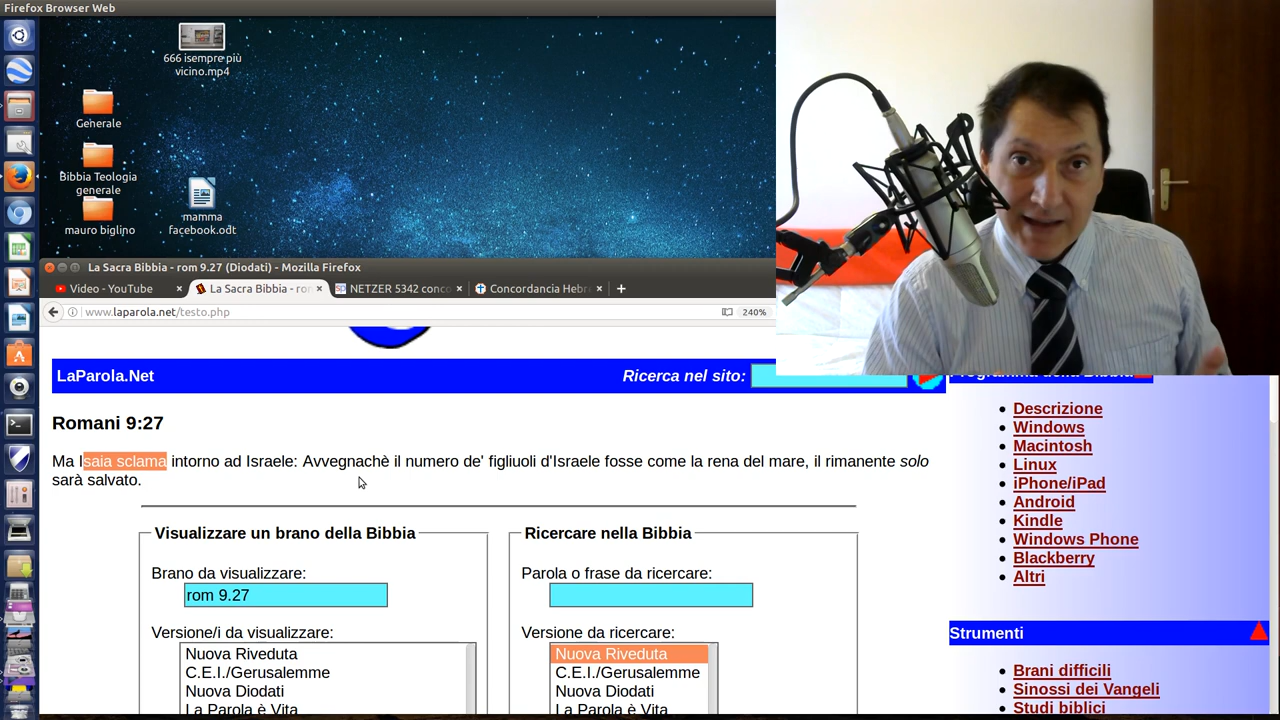 Firefox Browser Web
666 isempre più
vicino.mp4
Generale
Bibbia Teologia
generale
mauro biglino
mamma
facebook.odt
La Sacra Bibbia - rom 9.27 (Diodati) - Mozilla Firefox
Video - YouTube
La Sacra Bibbia - ro
NETZER 5342 conco
Concordancia Hebre
www.laparola.net/testo.php
240%
LaParola.Net
Ricerca nel sito:
Romani 9:27
Ma Isaia sclama intorno ad Israele: Avvegnachè il numero de' figliuoli d'Israele fosse come la rena del mare, il rimanente solo
sarà salvato.
Visualizzare un brano della Bibbia
Brano da visualizzare:
rom 9.27
Versione/i da visualizzare:
Nuova Riveduta
C.E.I./Gerusalemme
Nuova Diodati
La Parola è Vita
Ricercare nella Bibbia
Parola o frase da ricercare:
Versione da ricercare:
Nuova Riveduta
C.E.I./Gerusalemme
Nuova Diodati
La Parola è Vita
Descrizione
Windows
Macintosh
Linux
iPhone/iPad
Android
Kindle
Windows Phone
Blackberry
Altri
Strumenti
Brani difficili
Sinossi dei Vangeli
Studi biblici